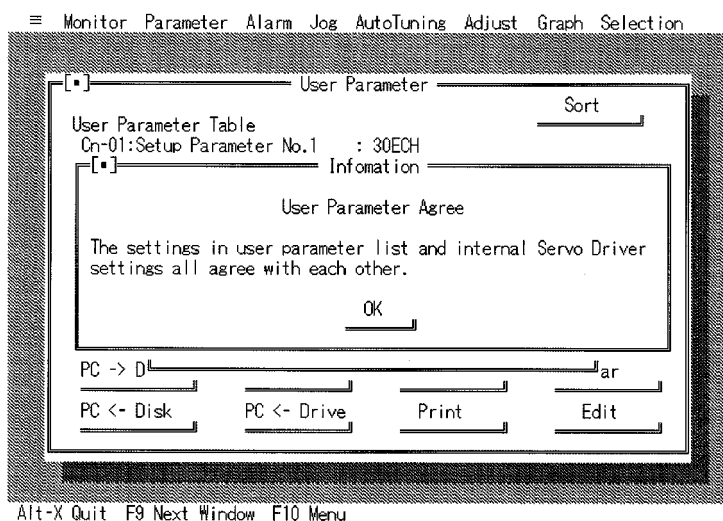 ≡ Monitor Parameter Alarm Jog AutoTuning Adjust Graph Selection
[▪] User Parameter
Sort
User Parameter Table
Cn-01:Setup Parameter No.1 : 30ECH
[▪] Infomation
User Parameter Agree
The settings in user parameter list and internal Servo Driver
settings all agree with each other.
OK
PC -> D ar
PC <- Disk PC <- Drive Print Edit
Alt-X Quit F9 Next Window F10 Menu